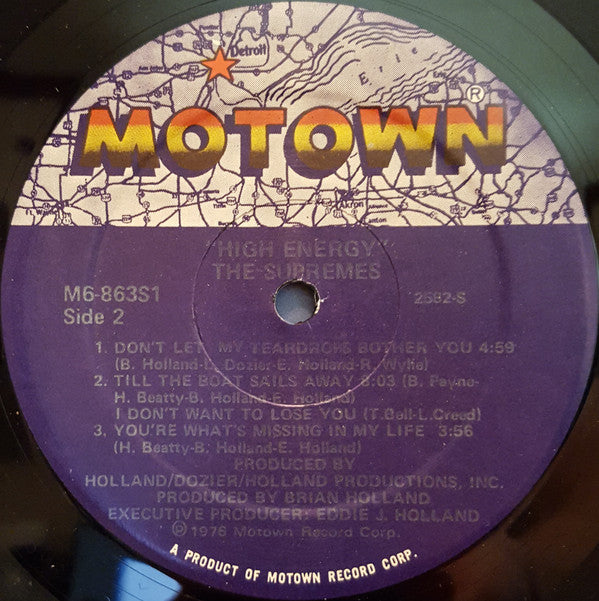 Detroit
Erie
MOTOWN®
Akron
"HIGH ENERGY"
THE SUPREMES
M6-863S1
2682-S
Side 2
1. DON'T LET MY TEARDROPS BOTHER YOU 4:59
(B. Holland-L. Dozier-E. Holland-R. Wylie)
2. TILL THE BOAT SAILS AWAY 8:03 (B. Payne-
H. Beatty-B. Holland-E. Holland)
I DON'T WANT TO LOSE YOU (T. Bell-L. Creed)
3. YOU'RE WHAT'S MISSING IN MY LIFE 3:56
(H. Beatty-B. Holland-E. Holland)
PRODUCED BY
HOLLAND/DOZIER/HOLLAND PRODUCTIONS, INC.
PRODUCED BY BRIAN HOLLAND
EXECUTIVE PRODUCER: EDDIE J. HOLLAND
℗ 1976 Motown Record Corp.
A PRODUCT OF MOTOWN RECORD CORP.